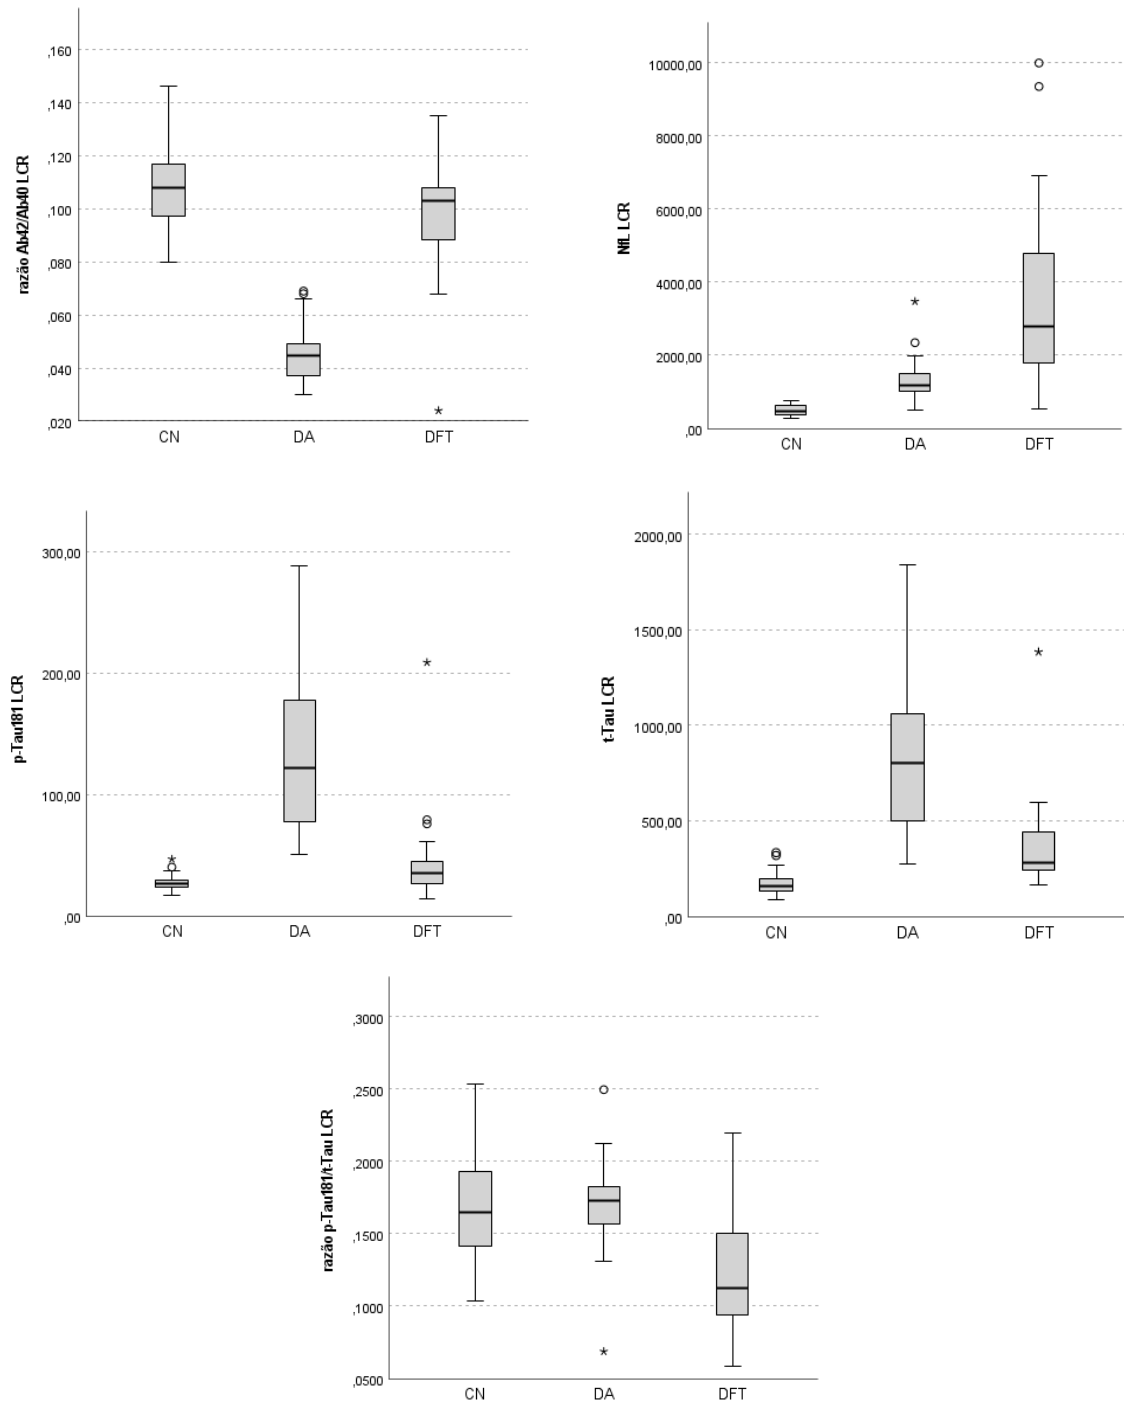 ,160
,140
,120
,100
,080
,060
,040
,020
razão Ab42/Ab40 LCR
CN DA DFT
10000,00
8000,00
6000,00
4000,00
2000,00
,00
NfL LCR
CN DA DFT
300,00
200,00
100,00
,00
p-Tau181 LCR
CN DA DFT
2000,00
1500,00
1000,00
500,00
,00
t-Tau LCR
CN DA DFT
,3000
,2500
,2000
,1500
,1000
,0500
razão p-Tau181/t-Tau LCR
CN DA DFT